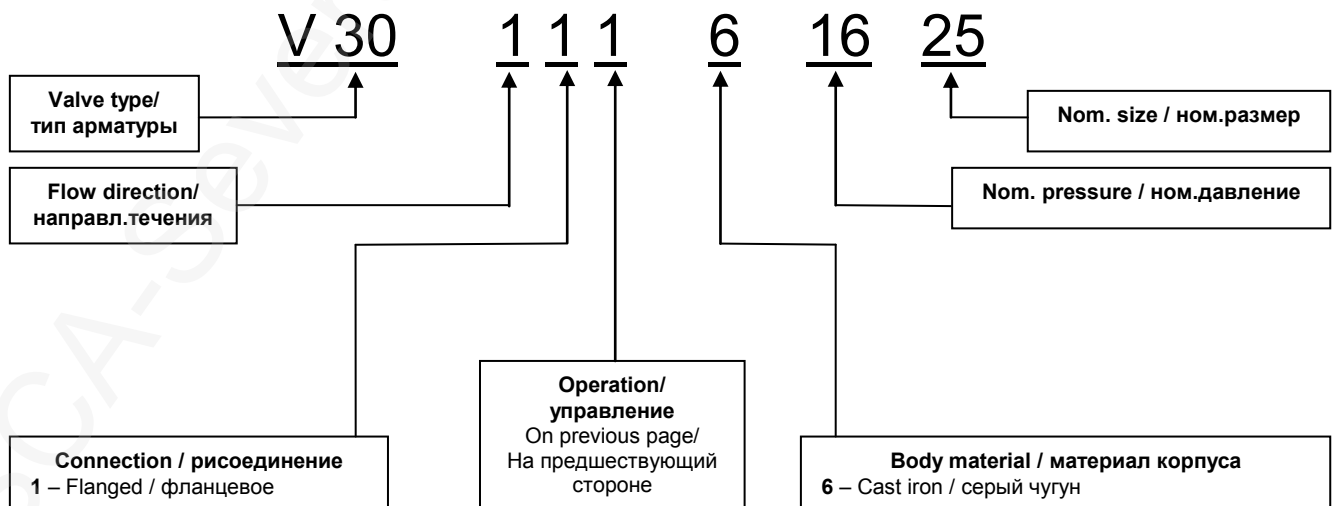 V 30 1 1 1 6 16 25
Valve type/
тип арматуры
Nom. size / ном.размер
Flow direction/
направл.течения
Nom. pressure / ном.давление
Operation/
управление
On previous page/
На предшествующий
стороне
Connection / рисоединение
1 – Flanged / фланцевое
Body material / материал корпуса
6 – Cast iron / серый чугун